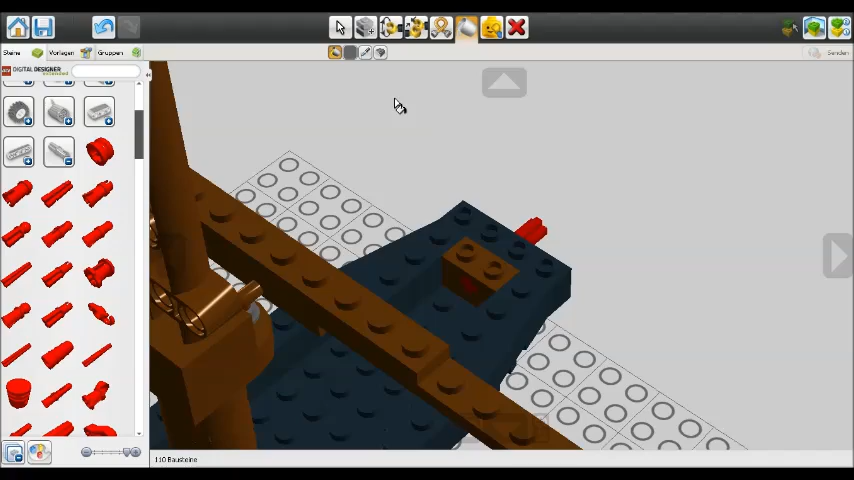 Steine
Vorlagen
Gruppen
Senden
DIGITAL DESIGNER
110 Bausteine